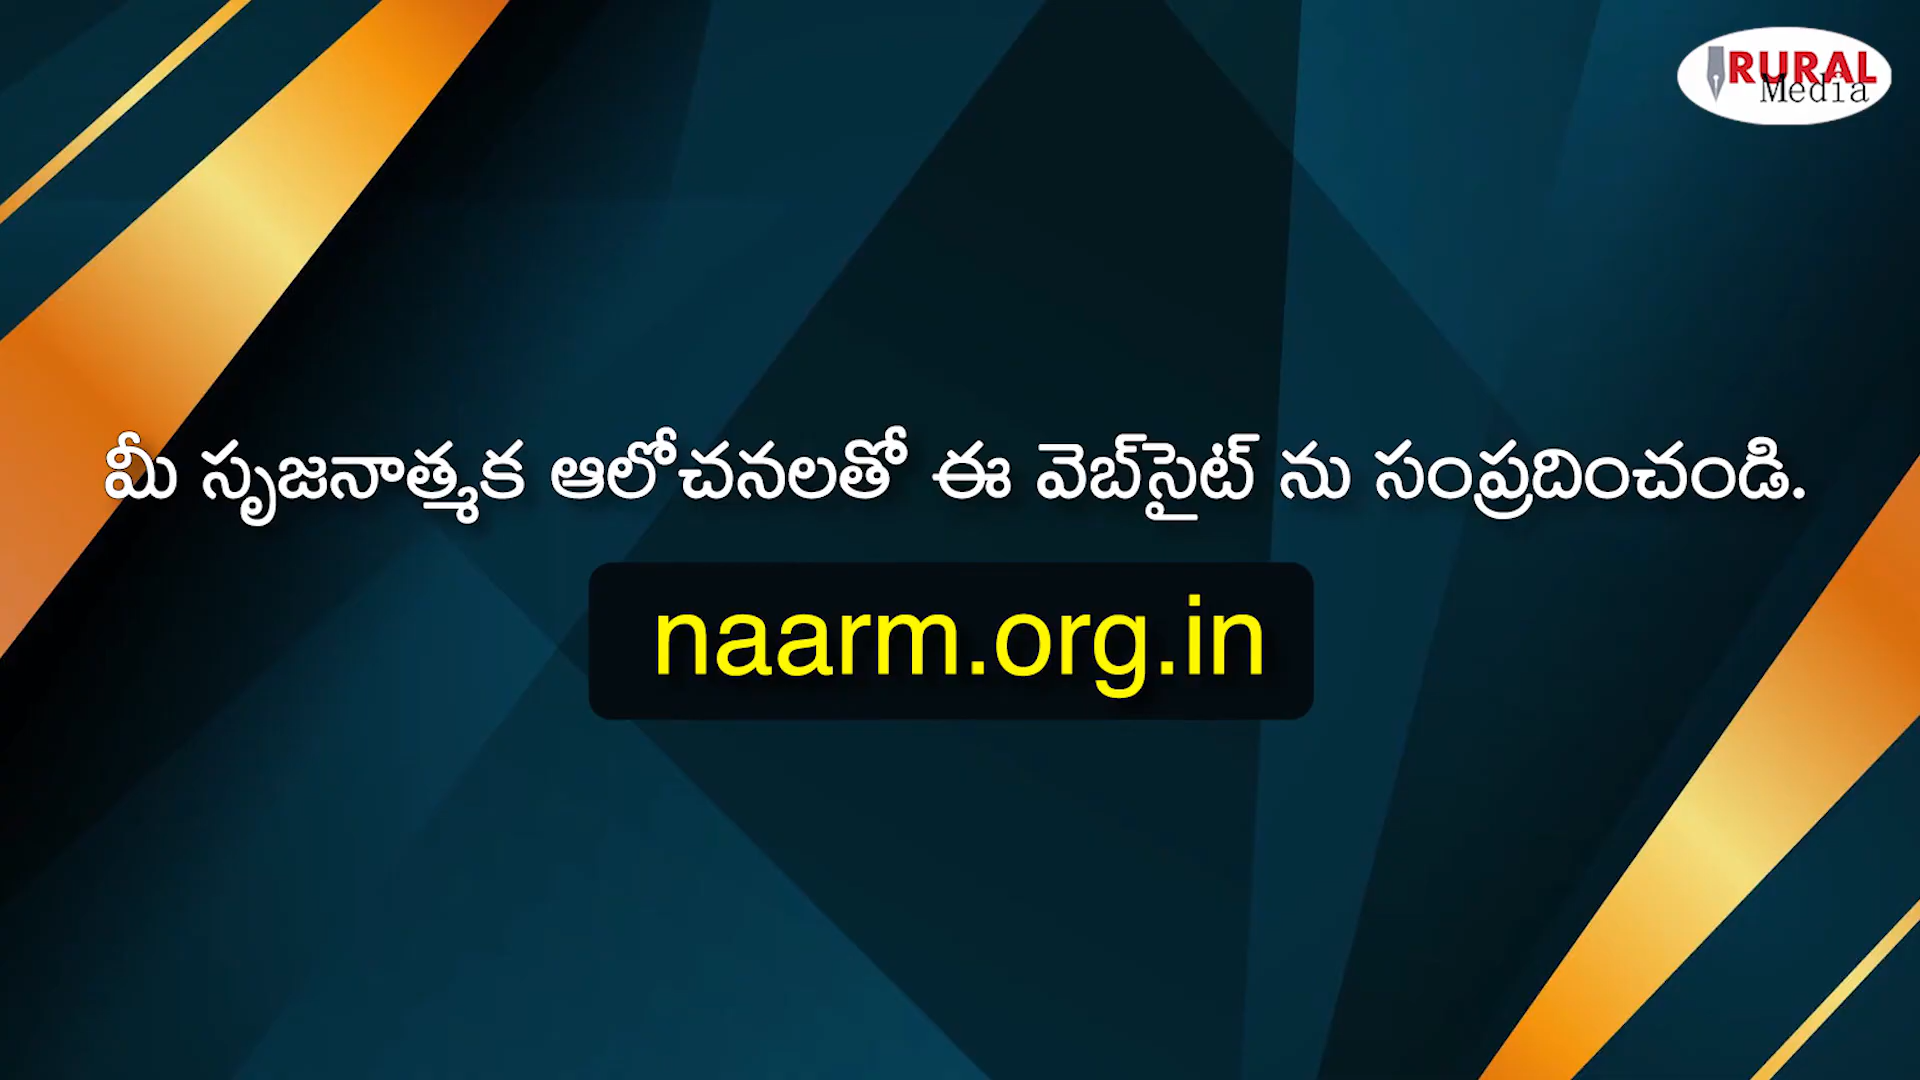 RURAL
Media
మీ సృజనాత్మక ఆలోచనలతో ఈ వెబ్‌సైట్ ను సంప్రదించండి.
naarm.org.in